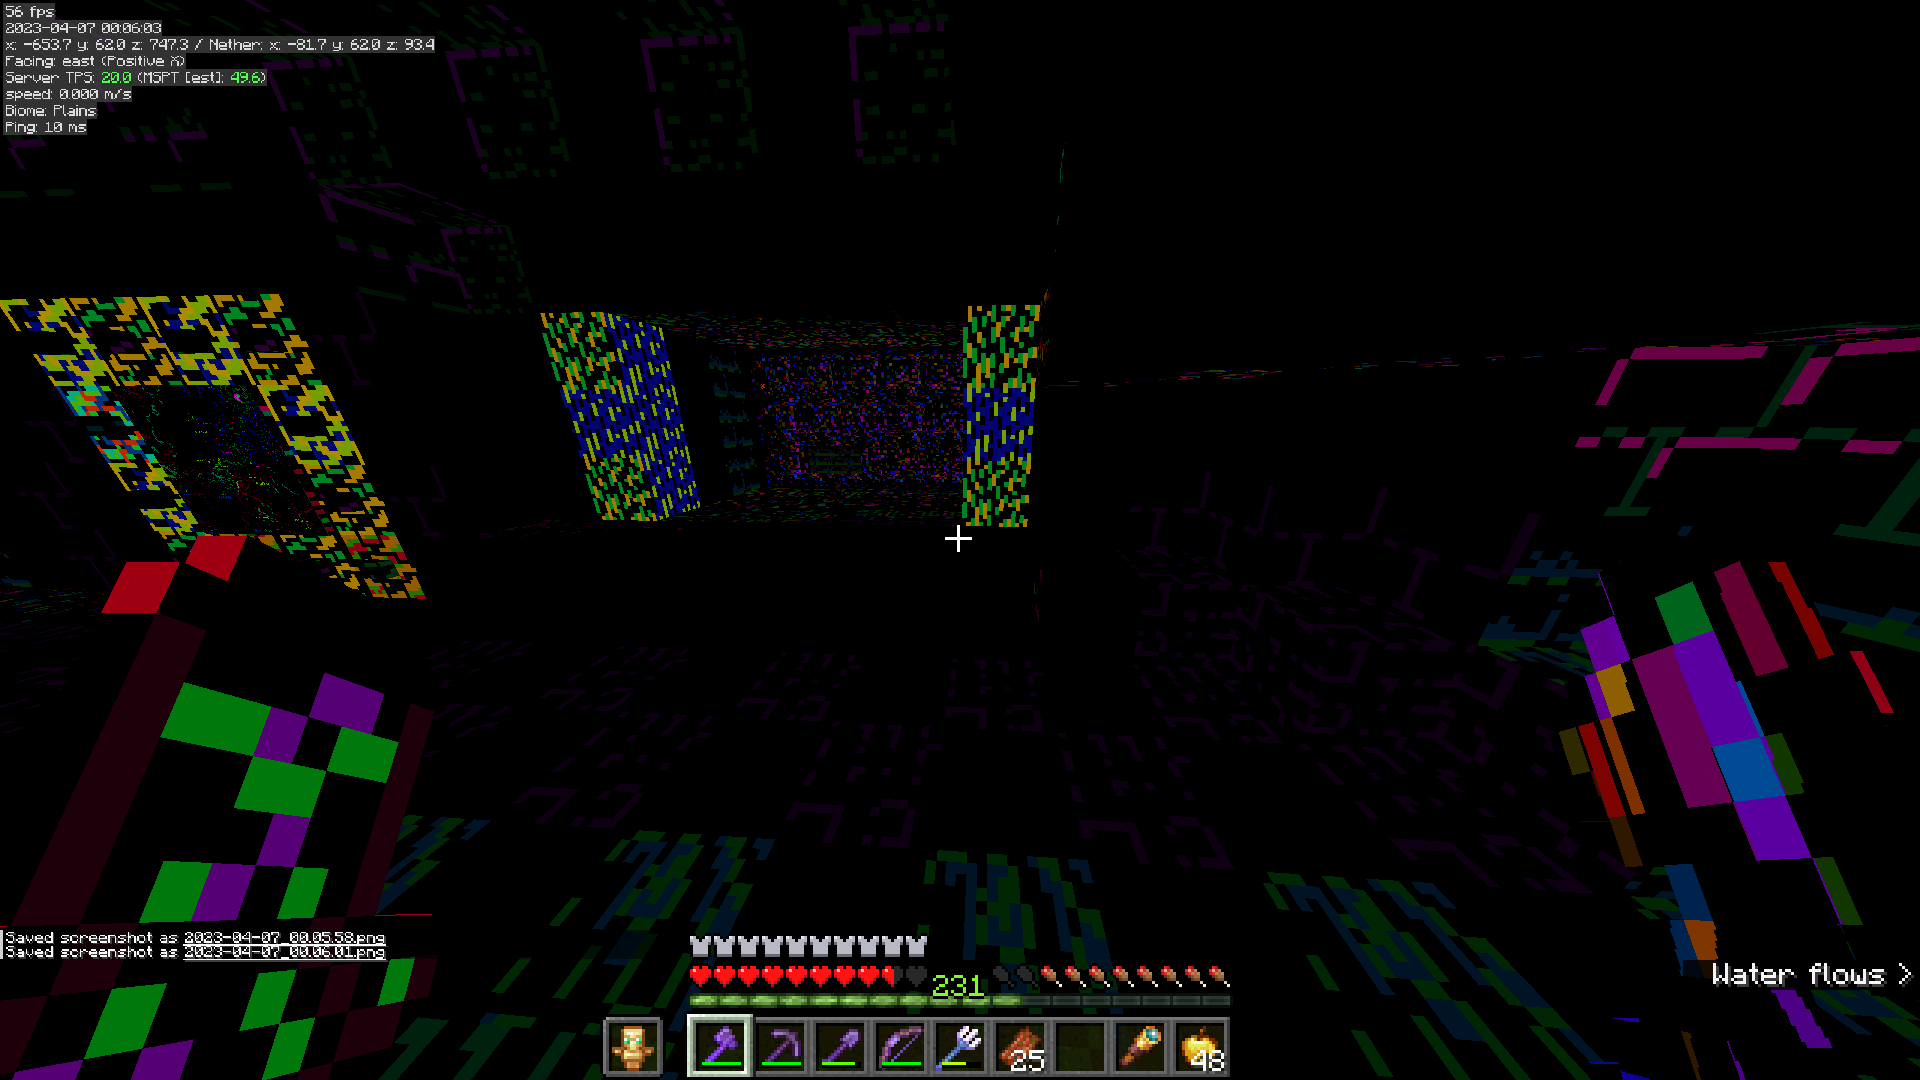 56 fps
2023-04-07 00:06:03
x: -653.7 y: 62.0 z: 747.3 / Nether: x: -81.7 y: 62.0 z: 93.4
Facing: east (Positive X)
Server TPS: 20.0 (MSPT [est]: 49.6)
speed: 0.000 m/s
Biome: Plains
Ping: 10 ms
Saved screenshot as 2023-04-07_00.05.58.png
Saved screenshot as 2023-04-07_00.06.01.png
Water flows >
231
25
48